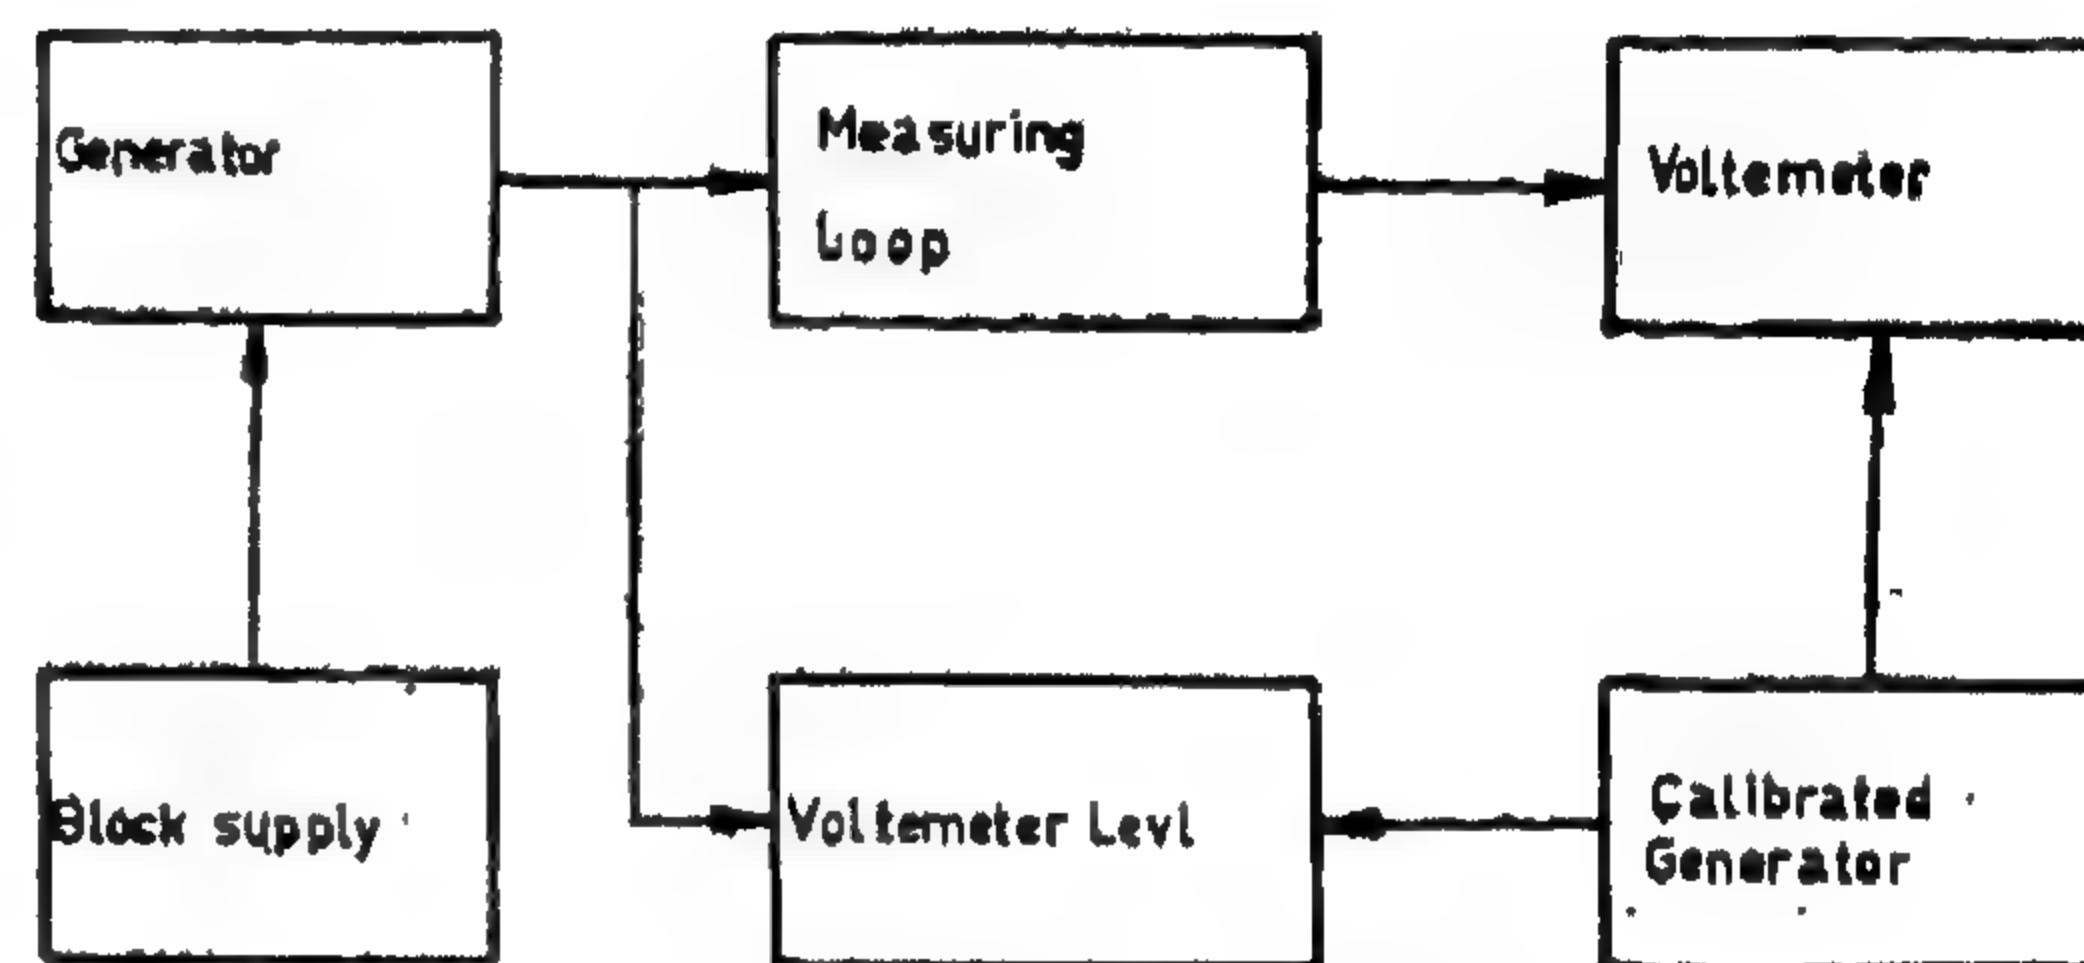 Generator
Measuring
Loop
Voltemeter
Block supply
Voltemeter Levl
Calibrated
Generator